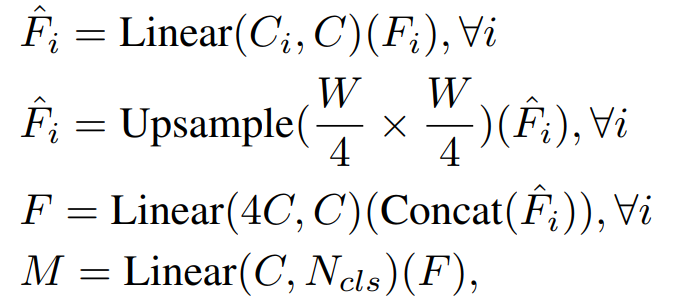 F̂_i = Linear(C_i, C)(F_i), ∀i
F̂_i = Upsample(W/4 × W/4)(F̂_i), ∀i
F = Linear(4C, C)(Concat(F̂_i)), ∀i
M = Linear(C, N_cls)(F),